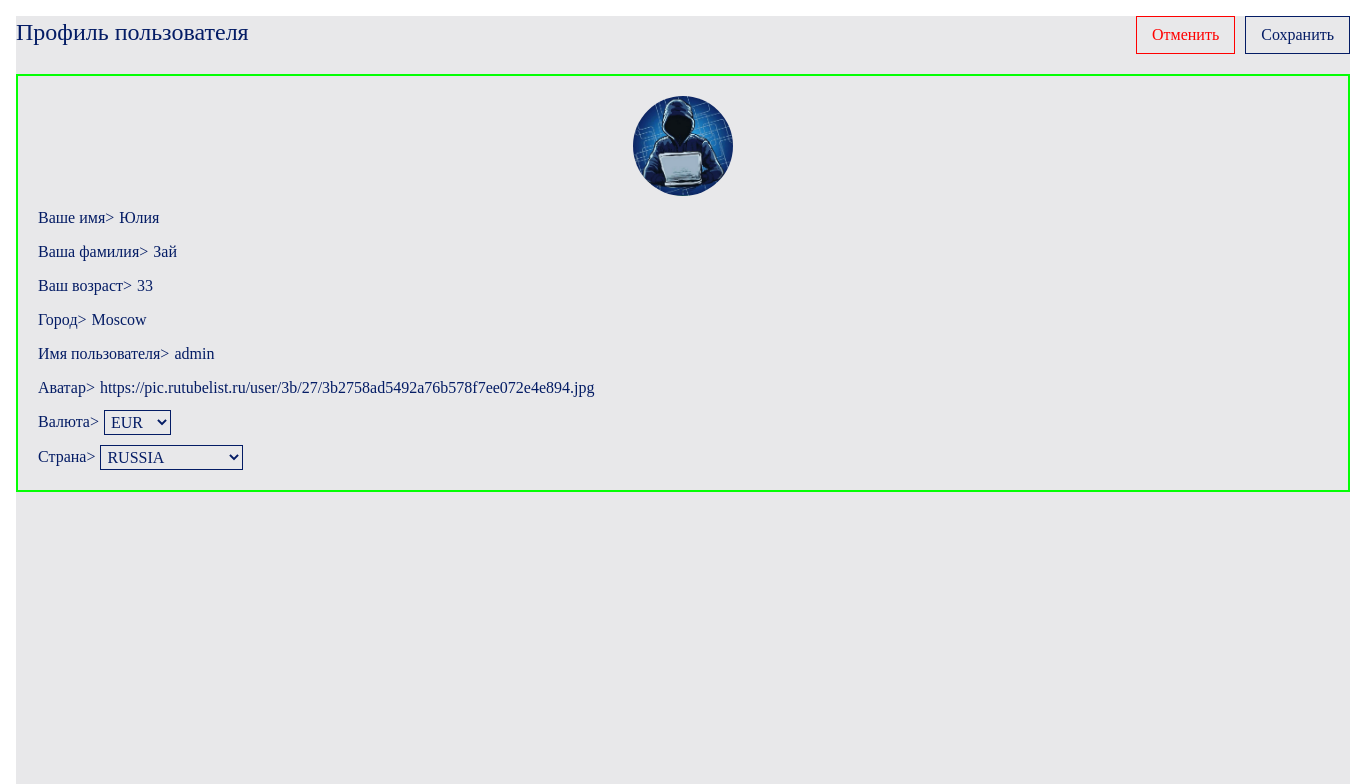 Профиль пользователя
Отменить
Сохранить
Ваше имя> Юлия
Ваша фамилия> Зай
Ваш возраст> 33
Город> Moscow
Имя пользователя> admin
Аватар> https://pic.rutubelist.ru/user/3b/27/3b2758ad5492a76b578f7ee072e4e894.jpg
Валюта> EUR
Страна> RUSSIA